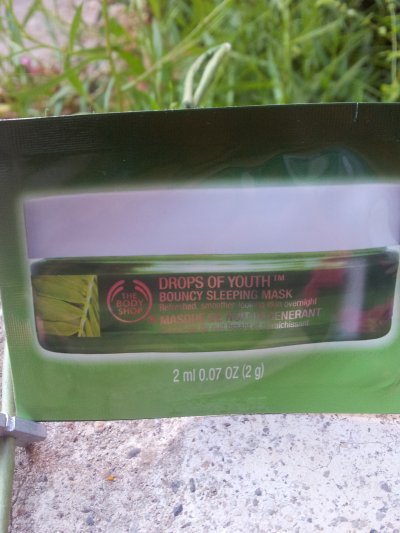 THE
BODY
SHOP
DROPS OF YOUTH™
BOUNCY SLEEPING MASK
Refreshed, smoother, skin overnight
MASQUE DE
2 ml 0.07 OZ (2 g)